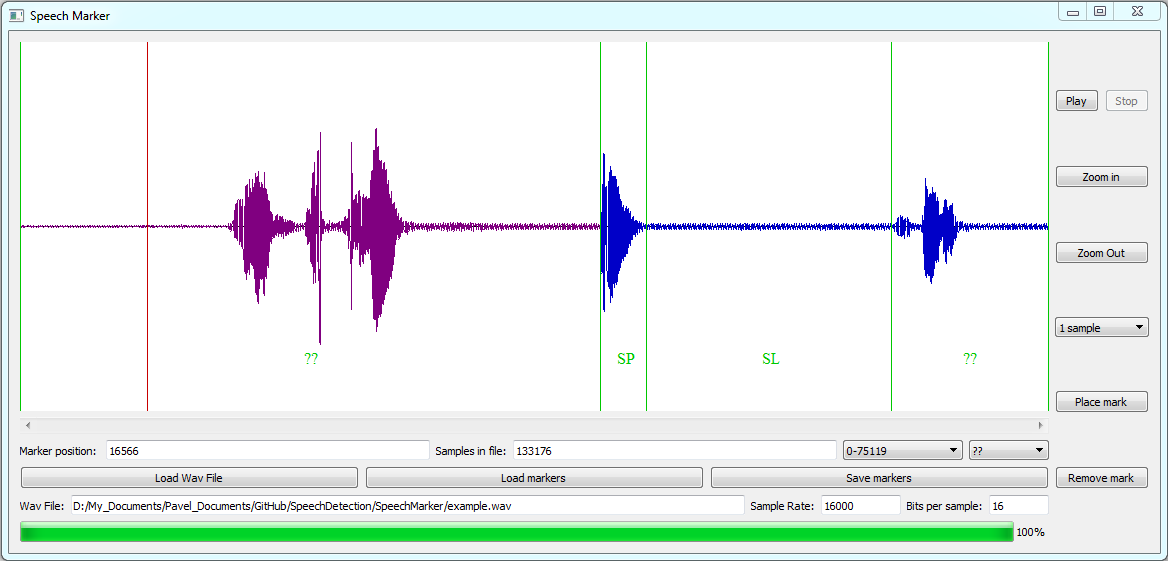 Speech Marker
Play Stop
Zoom in
Zoom Out
1 sample
?? SP SL ??
Place mark
Marker position: 16566 Samples in file: 133176 0-75119 ??
Load Wav File Load markers Save markers Remove mark
Wav File: D:/My_Documents/Pavel_Documents/GitHub/SpeechDetection/SpeechMarker/example.wav Sample Rate: 16000 Bits per sample: 16
100%